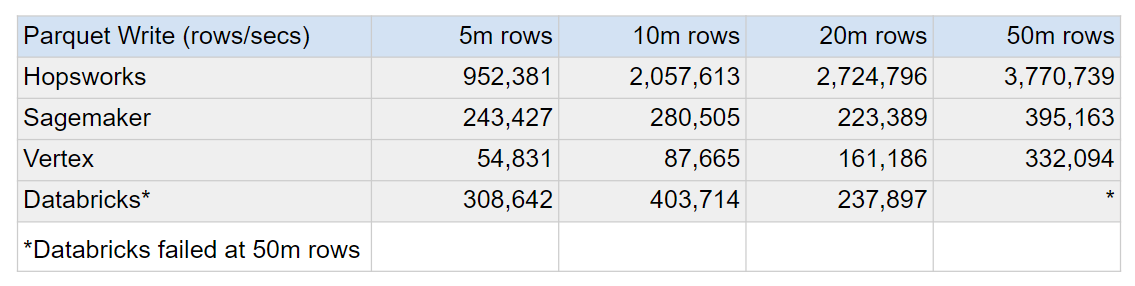 Parquet Write (rows/secs) 5m rows 10m rows 20m rows 50m rows
Hopsworks 952,381 2,057,613 2,724,796 3,770,739
Sagemaker 243,427 280,505 223,389 395,163
Vertex 54,831 87,665 161,186 332,094
Databricks* 308,642 403,714 237,897 *
*Databricks failed at 50m rows